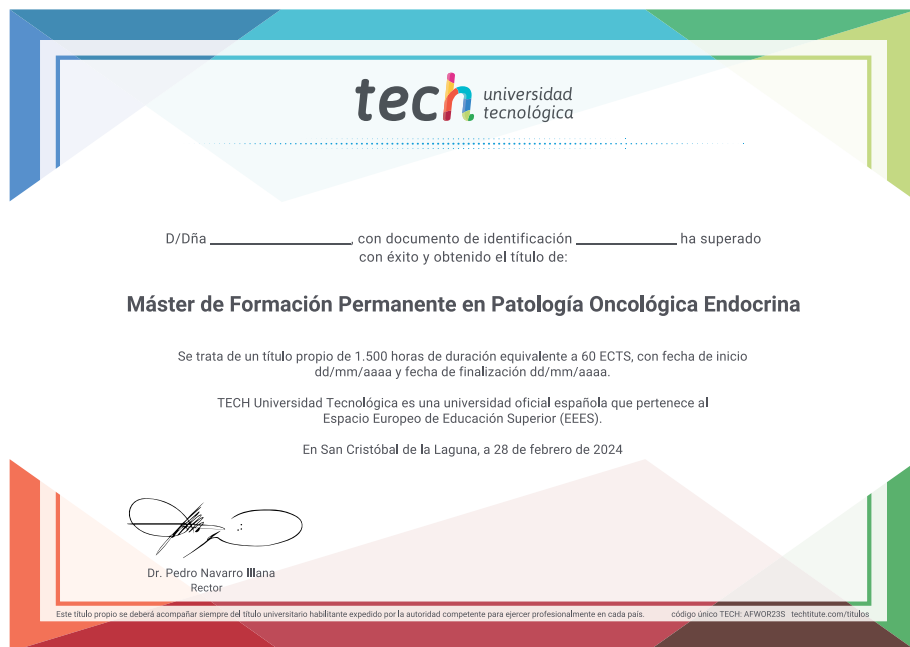 tech universidad
tecnológica
D/Dña ____________, con documento de identificación ____________ ha superado
con éxito y obtenido el título de:
Máster de Formación Permanente en Patología Oncológica Endocrina
Se trata de un título propio de 1.500 horas de duración equivalente a 60 ECTS, con fecha de inicio
dd/mm/aaaa y fecha de finalización dd/mm/aaaa.
TECH Universidad Tecnológica es una universidad oficial española que pertenece al
Espacio Europeo de Educación Superior (EEES).
En San Cristóbal de la Laguna, a 28 de febrero de 2024
Dr. Pedro Navarro Illana
Rector
Este título propio se deberá acompañar siempre del título universitario habilitante expedido por la autoridad competente para ejercer profesionalmente en cada país. código único TECH: AFWOR23S techtitute.com/titulos